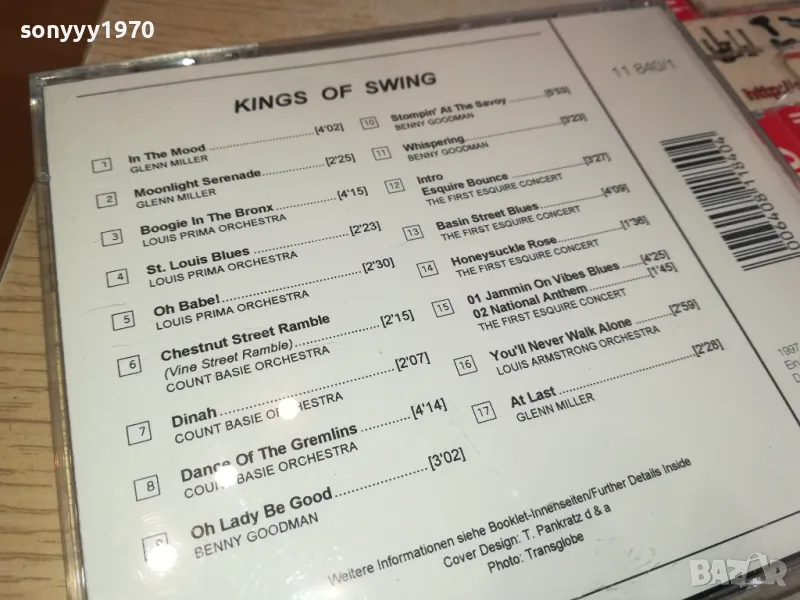 sonyyy1970
KINGS OF SWING
11 840/1
1 In The Mood [4'02]
GLENN MILLER
2 Moonlight Serenade [2'25]
GLENN MILLER
3 Boogie In The Bronx [4'15]
LOUIS PRIMA ORCHESTRA
4 St. Louis Blues [2'23]
LOUIS PRIMA ORCHESTRA
5 Oh Babe! [2'30]
LOUIS PRIMA ORCHESTRA
6 Chestnut Street Ramble
(Vine Street Ramble) [2'15]
COUNT BASIE ORCHESTRA
7 Dinah [2'07]
COUNT BASIE ORCHESTRA
8 Dance Of The Gremlins [4'14]
COUNT BASIE ORCHESTRA
9 Oh Lady Be Good [3'02]
BENNY GOODMAN
10 Stompin' At The Savoy [5'53]
BENNY GOODMAN
11 Whispering [3'23]
BENNY GOODMAN
12 Intro [3'27]
Esquire Bounce
THE FIRST ESQUIRE CONCERT
13 Basin Street Blues [4'09]
THE FIRST ESQUIRE CONCERT
14 Honeysuckle Rose [1'36]
THE FIRST ESQUIRE CONCERT
15 01 Jammin On Vibes Blues [4'25]
02 National Anthem [1'45]
THE FIRST ESQUIRE CONCERT
16 You'll Never Walk Alone [2'59]
LOUIS ARMSTRONG ORCHESTRA
17 At Last [2'28]
GLENN MILLER
Weitere Informationen siehe Booklet-Innenseiten/Further Details Inside
Cover Design: T. Pankratz d & a
Photo: Transglobe
1997
Ein
http://
BAZAR